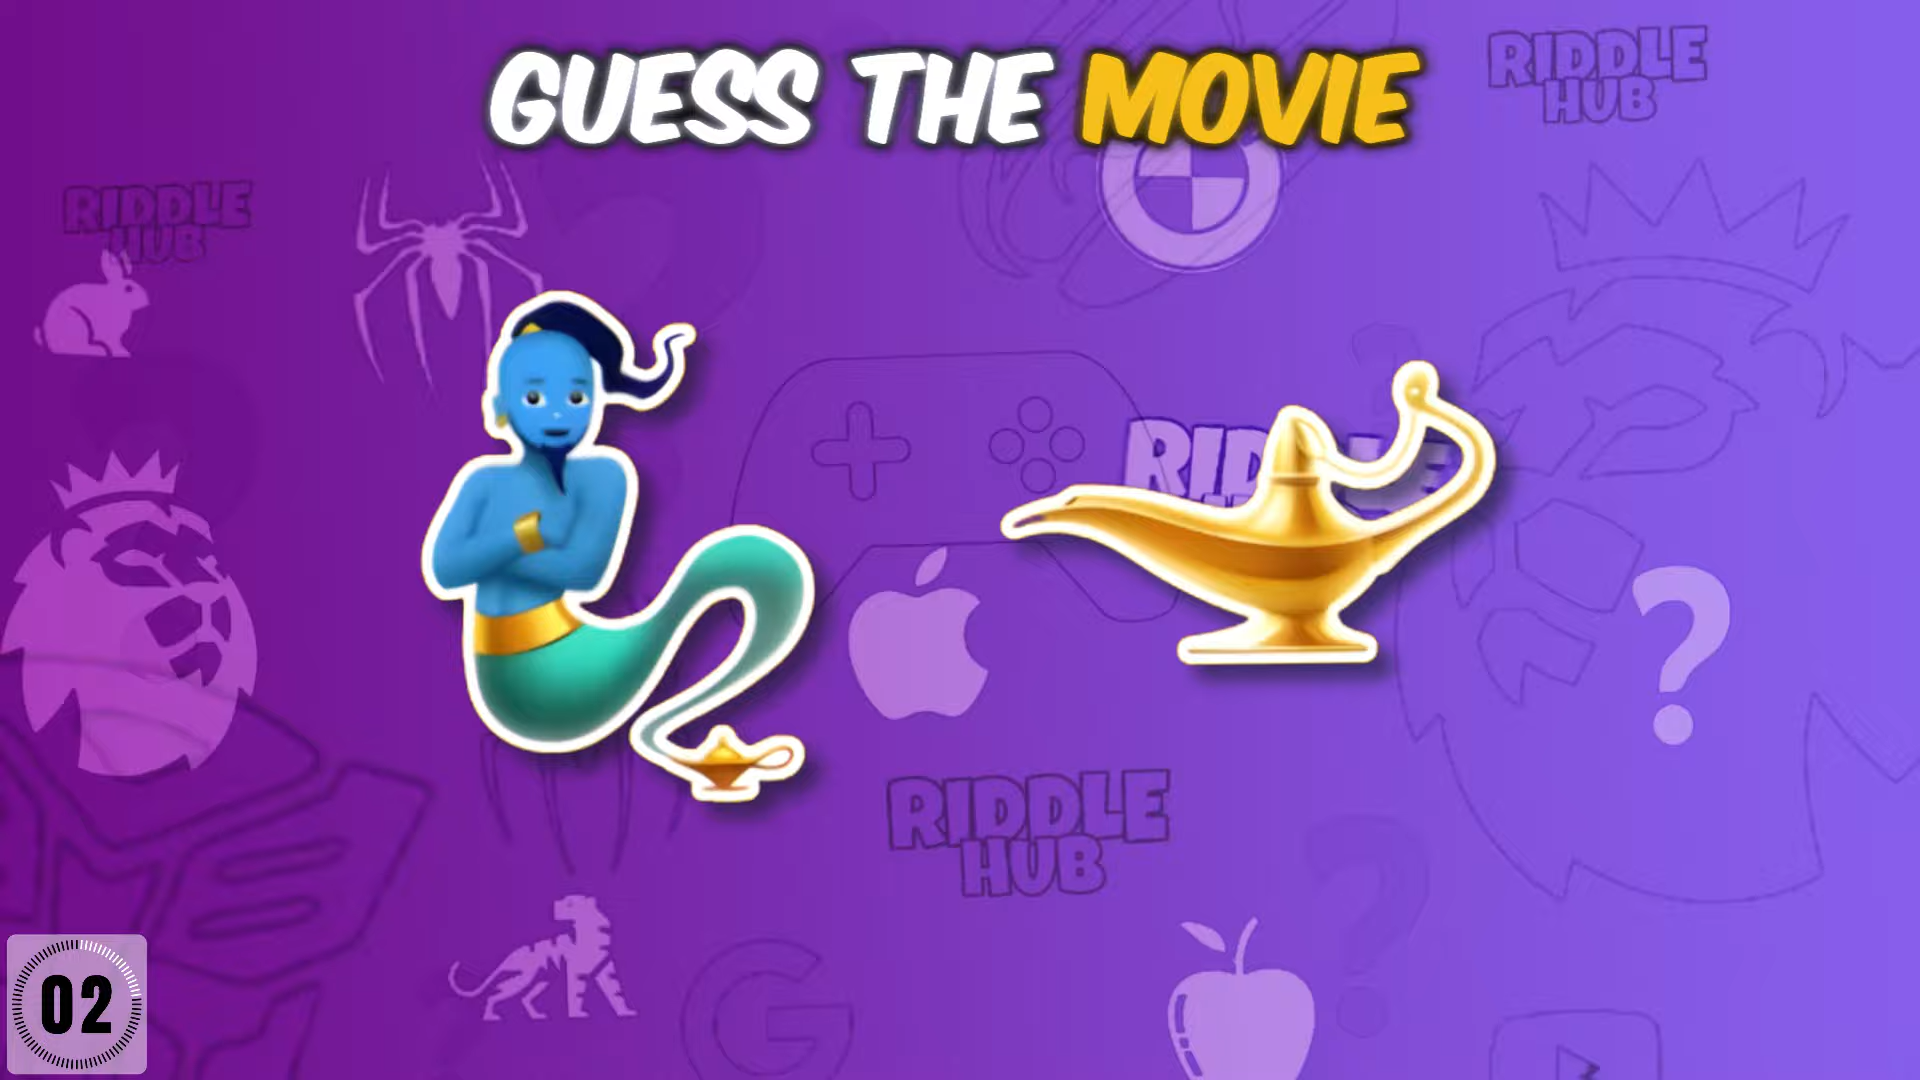 GUESS THE MOVIE
RIDDLE
HUB
RIDDLE
HUB
RIDDLE
HUB
02